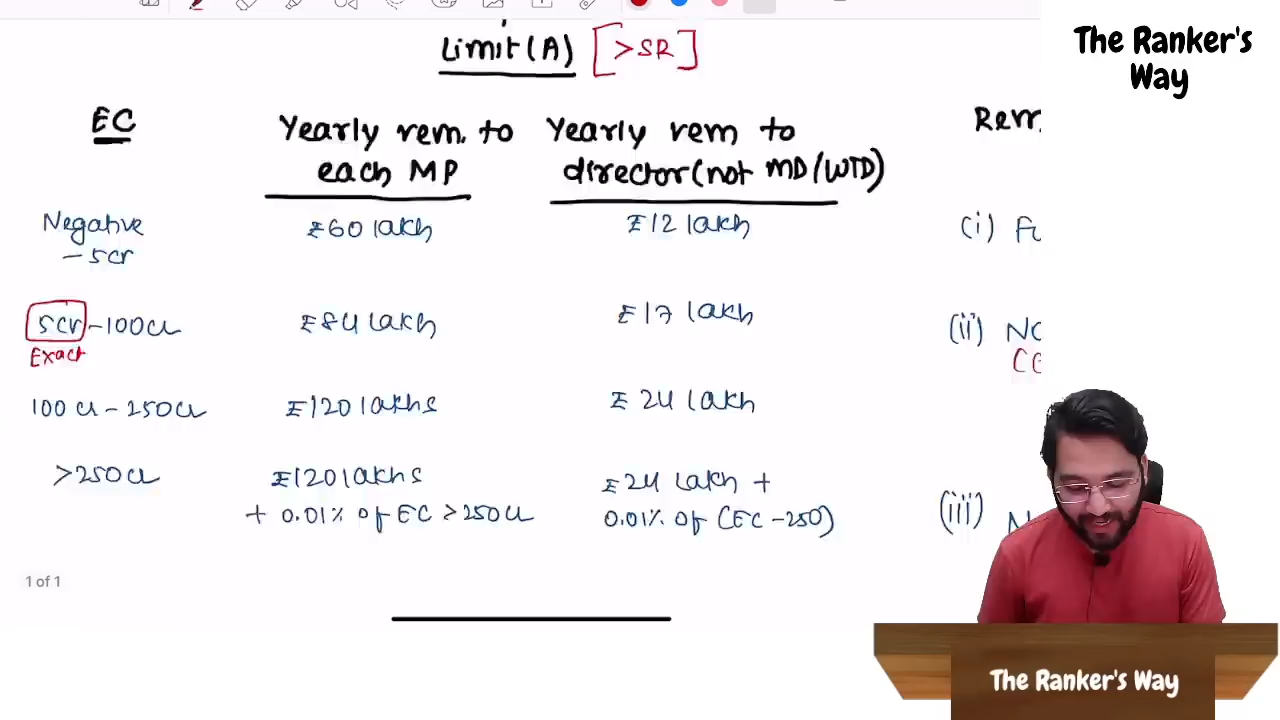 Limit(A) [>SR]
The Ranker's
Way
EC
Yearly rem. to
each MP
Yearly rem to
director(not MD/WTD)
Rem
Negative
-5cr
₹60 lakh
₹12 lakh
(i)
5cr-100cr
Exact
₹84 lakh
₹17 lakh
(ii)
100cr-250cr
₹120 lakhs
₹24 lakh
>250cr
₹120 lakhs
+ 0.01% of EC >250cr
₹24 lakh +
0.01% of (EC-250)
(iii)
1 of 1
The Ranker's Way